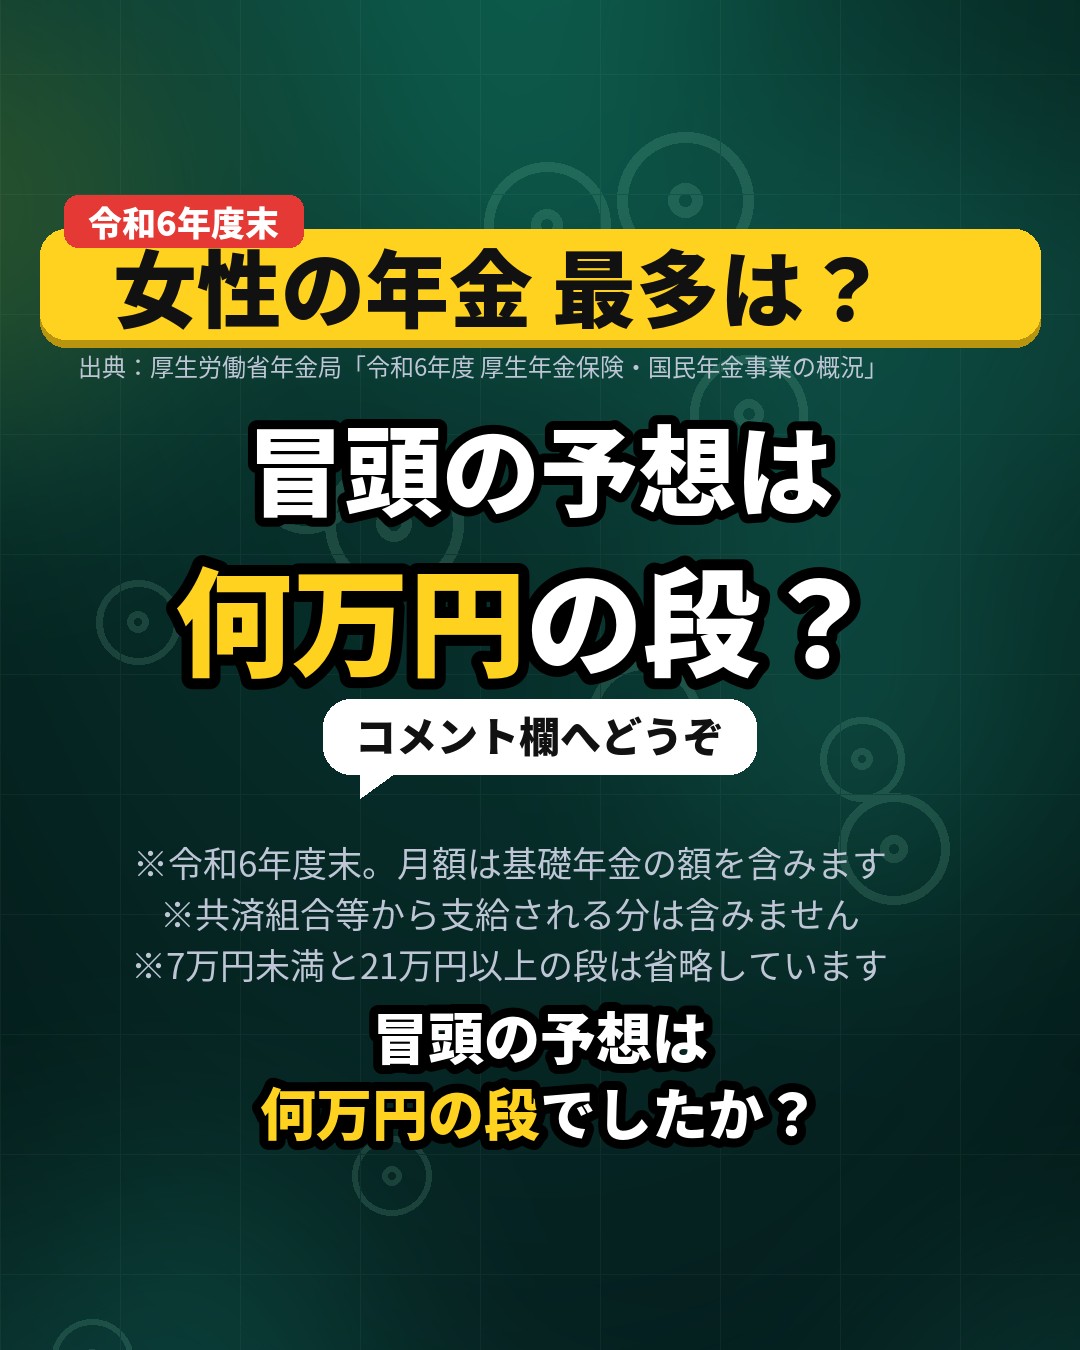 令和6年度末
女性の年金 最多は？
出典：厚生労働省年金局「令和6年度 厚生年金保険・国民年金事業の概況」
冒頭の予想は
何万円の段？
コメント欄へどうぞ
※令和6年度末。月額は基礎年金の額を含みます
※共済組合等から支給される分は含みません
※7万円未満と21万円以上の段は省略しています
冒頭の予想は
何万円の段でしたか？